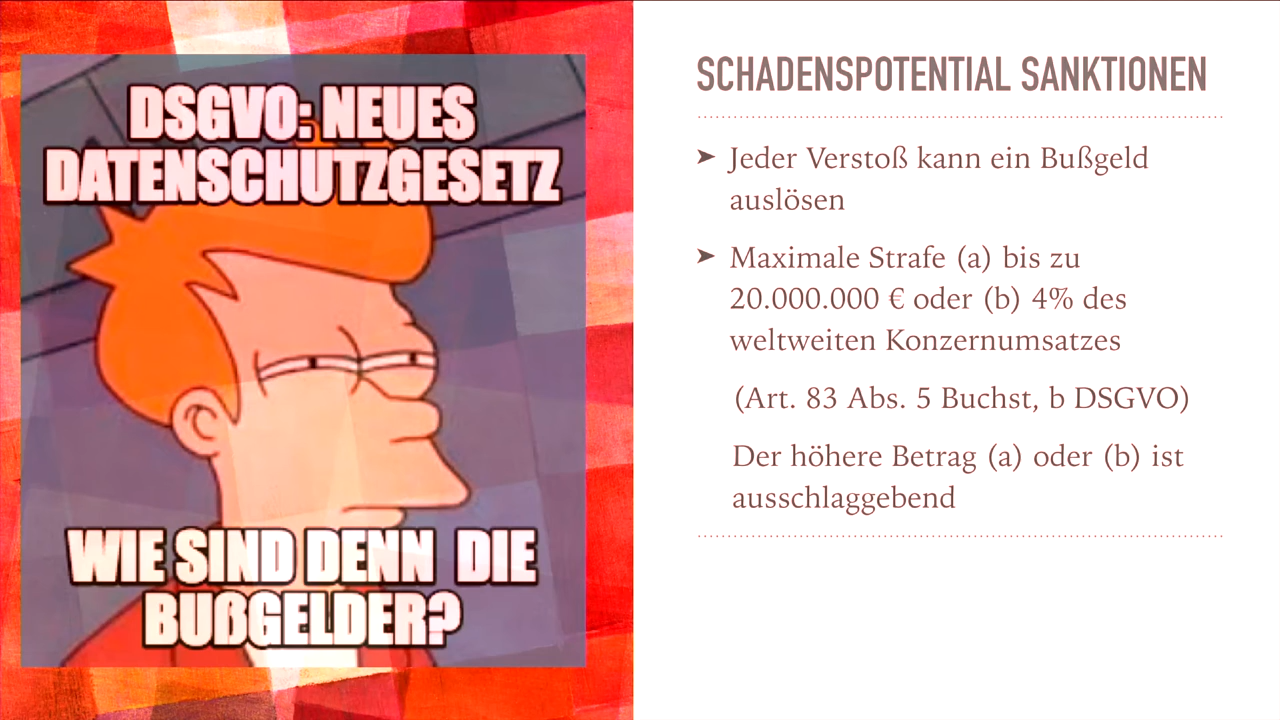 DSGVO: NEUES
DATENSCHUTZGESETZ
WIE SIND DENN DIE
BUßGELDER?
SCHADENSPOTENTIAL SANKTIONEN
➤ Jeder Verstoß kann ein Bußgeld
auslösen
➤ Maximale Strafe (a) bis zu
20.000.000 € oder (b) 4% des
weltweiten Konzernumsatzes
(Art. 83 Abs. 5 Buchst, b DSGVO)
Der höhere Betrag (a) oder (b) ist
ausschlaggebend